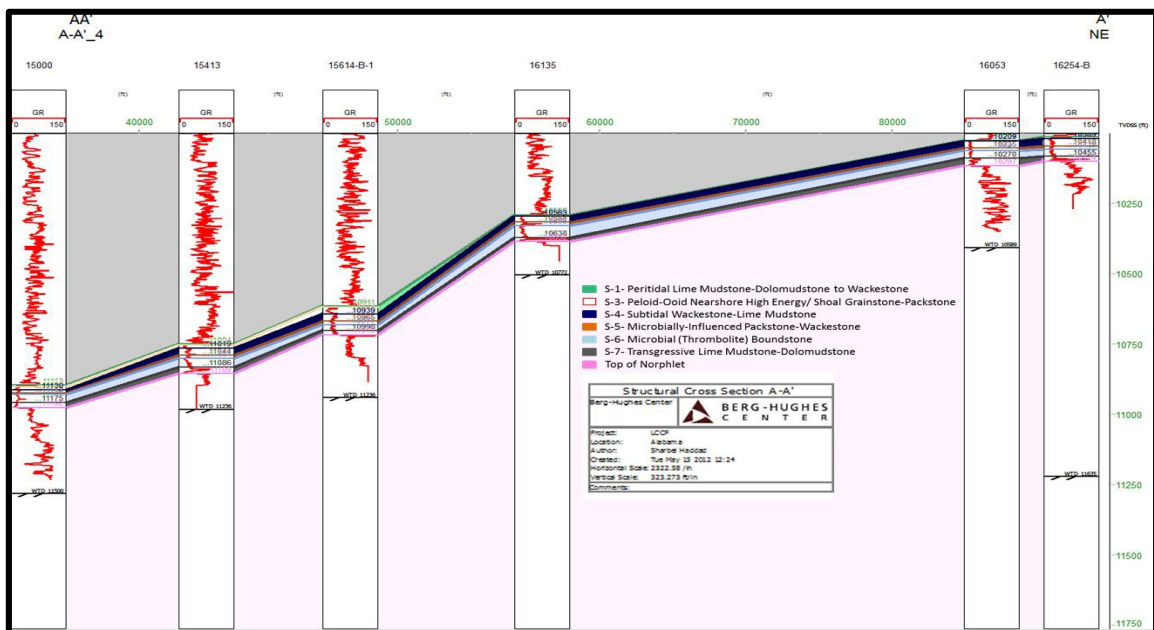 AA'
A-A'_4
A'
NE
15000
15413
15614-B-1
16135
16053
16254-B
(ft)
(ft)
(ft)
(ft)
(ft)
GR
GR
GR
GR
GR
GR
0 150
0 150
0 150
0 150
0 150
0 150
40000
50000
60000
70000
80000
TVDSS (ft)
10209
10270
10418
10455
10250
10638
10500
WTD 10589
WTD 10772
S-1- Peritidal Lime Mudstone-Dolomudstone to Wackestone
S-3- Peloid-Ooid Nearshore High Energy/ Shoal Grainstone-Packstone
10911
10939
10965
10998
S-4- Subtidal Wackestone-Lime Mudstone
S-5- Microbially-Influenced Packstone-Wackestone
S-6- Microbial (Thrombolite) Boundstone
10750
11019
11044
11086
S-7- Transgressive Lime Mudstone-Dolomudstone
Top of Norphlet
11130
11175
Structural Cross Section A-A'
Berg-Hughes Center
BERG-HUGHES
CENTER
WTD 11236
WTD 11236
11000
Project: LCCF
Location: Alabama
Author: Sharbel Haddad
Created: Tue May 15 2012 12:24
Horizontal Scale: 2322.58 /in
Vertical Scale: 323.273 ft/in
Comments:
WTD 11635
11250
WTD 11500
11500
11750